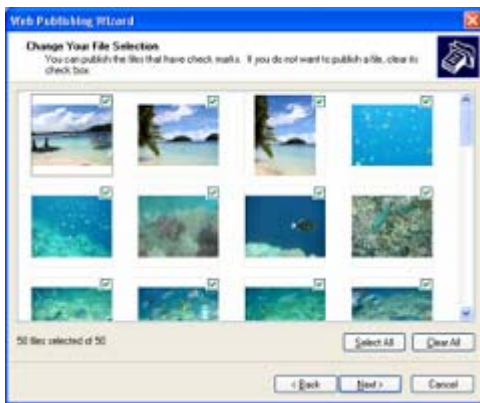 Web Publishing Wizard
Change Your File Selection
You can publish the files that have check marks. If you do not want to publish a file, clear its
check box.
50 files selected of 50
Select All
Clear All
< Back
Next >
Cancel